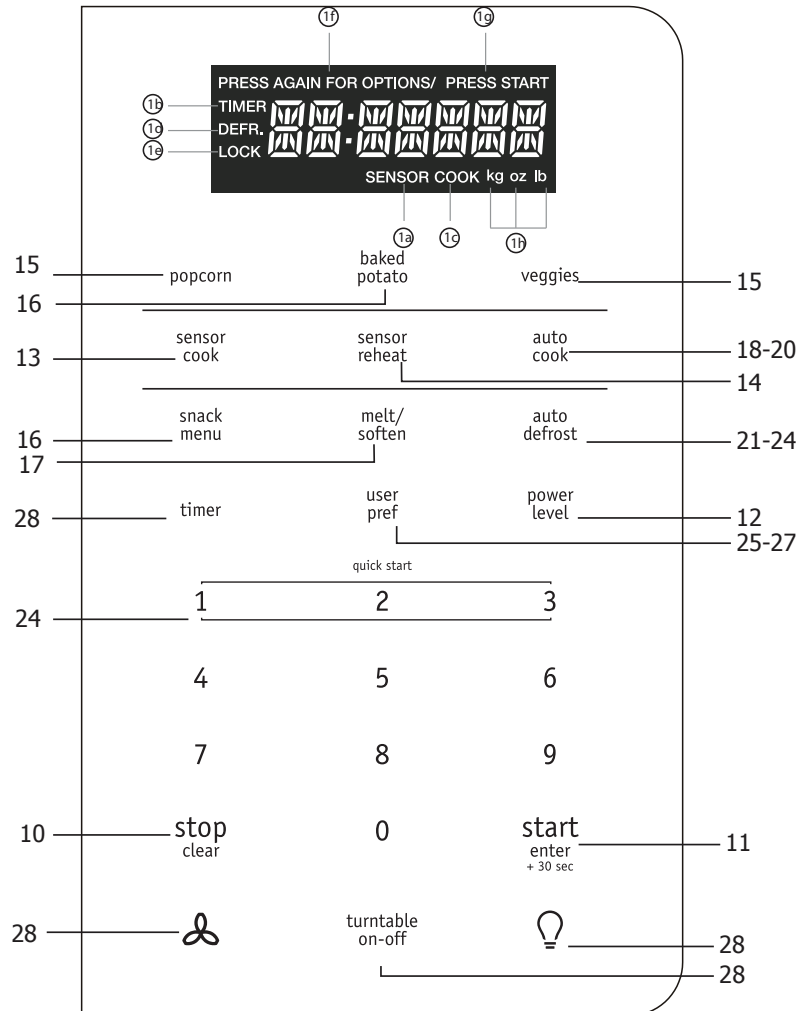 1f 1g
PRESS AGAIN FOR OPTIONS/ PRESS START
1b TIMER
1d DEFR.
1e LOCK
SENSOR COOK kg oz lb
1a 1c 1h
15 popcorn
baked
potato
veggies 15
16
sensor
cook
13
sensor
reheat
auto
cook
18-20
14
snack
menu
16
melt/
soften
auto
defrost
21-24
17
28 timer
user
pref
power
level
12
25-27
quick start
1 2 3
24
4 5 6
7 8 9
10 stop
clear
0
start
enter
+ 30 sec
11
28
turntable
on-off
28
28